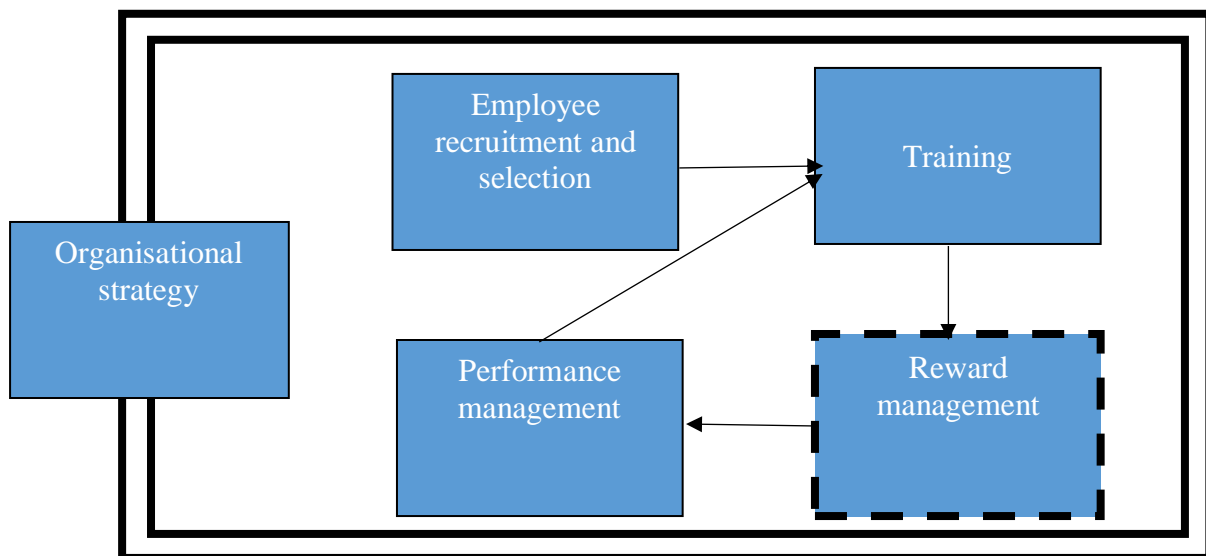 Employee
recruitment and
selection
Training
Organisational
strategy
Performance
management
Reward
management